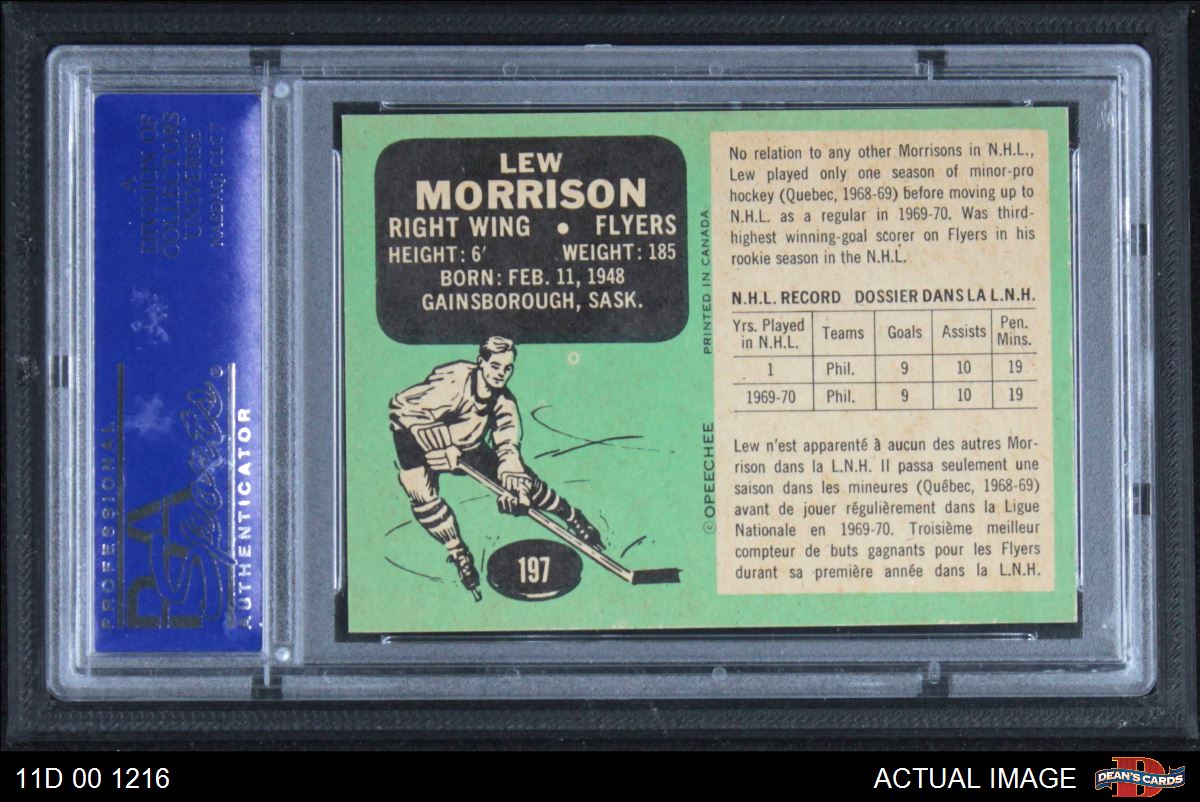 A
DIVISION OF
COLLECTORS
UNIVERSE
NASDAQ: CLCT
PROFESSIONAL
PSA
Sports®
AUTHENTICATOR
LEW
MORRISON
RIGHT WING • FLYERS
HEIGHT: 6' WEIGHT: 185
BORN: FEB. 11, 1948
GAINSBOROUGH, SASK.
197
©OPEECHEE PRINTED IN CANADA
No relation to any other Morrisons in N.H.L.,
Lew played only one season of minor-pro
hockey (Quebec, 1968-69) before moving up to
N.H.L. as a regular in 1969-70. Was third-
highest winning-goal scorer on Flyers in his
rookie season in the N.H.L.
N.H.L. RECORD DOSSIER DANS LA L.N.H.
Yrs. Played in N.H.L. Teams Goals Assists Pen. Mins.
1 Phil. 9 10 19
1969-70 Phil. 9 10 19
Lew n'est apparenté à aucun des autres Mor-
rison dans la L.N.H. Il passa seulement une
saison dans les mineures (Québec, 1968-69)
avant de jouer régulièrement dans la Ligue
Nationale en 1969-70. Troisième meilleur
compteur de buts gagnants pour les Flyers
durant sa première année dans la L.N.H.
11D 00 1216
ACTUAL IMAGE
DEAN'S CARDS